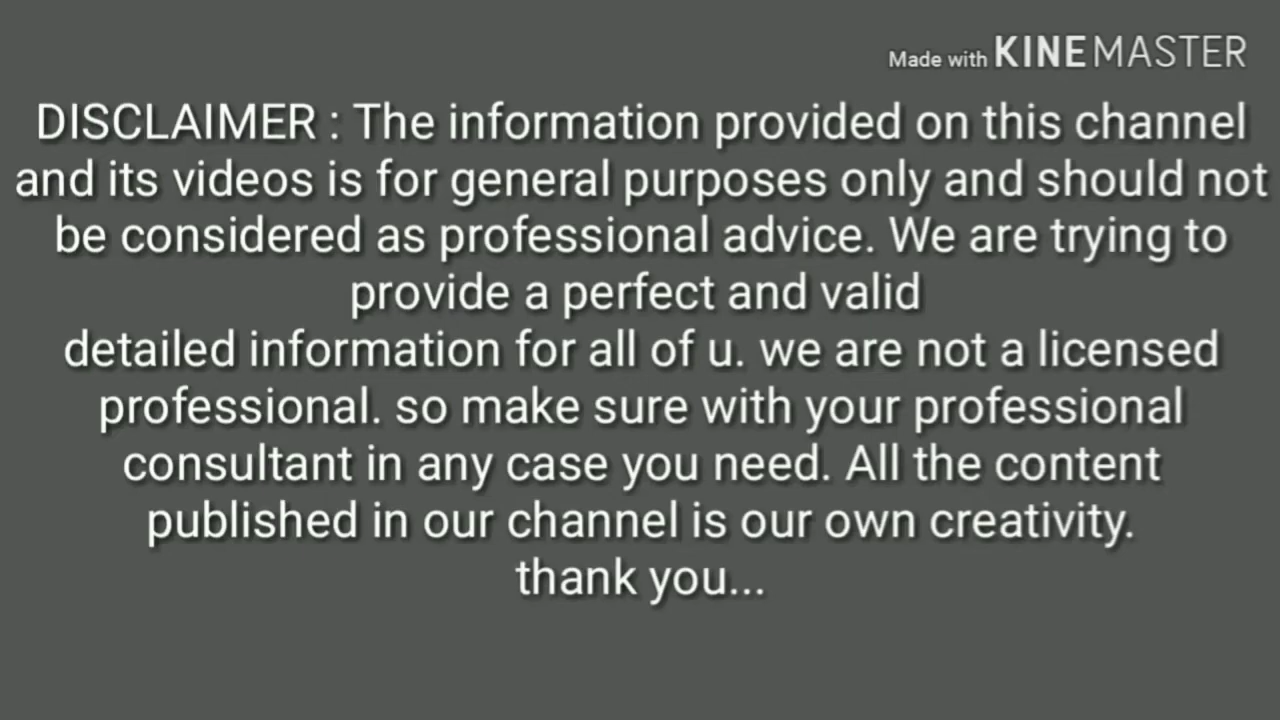 Made with KINEMASTER
DISCLAIMER : The information provided on this channel
and its videos is for general purposes only and should not
be considered as professional advice. We are trying to
provide a perfect and valid
detailed information for all of u. we are not a licensed
professional. so make sure with your professional
consultant in any case you need. All the content
published in our channel is our own creativity.
thank you...